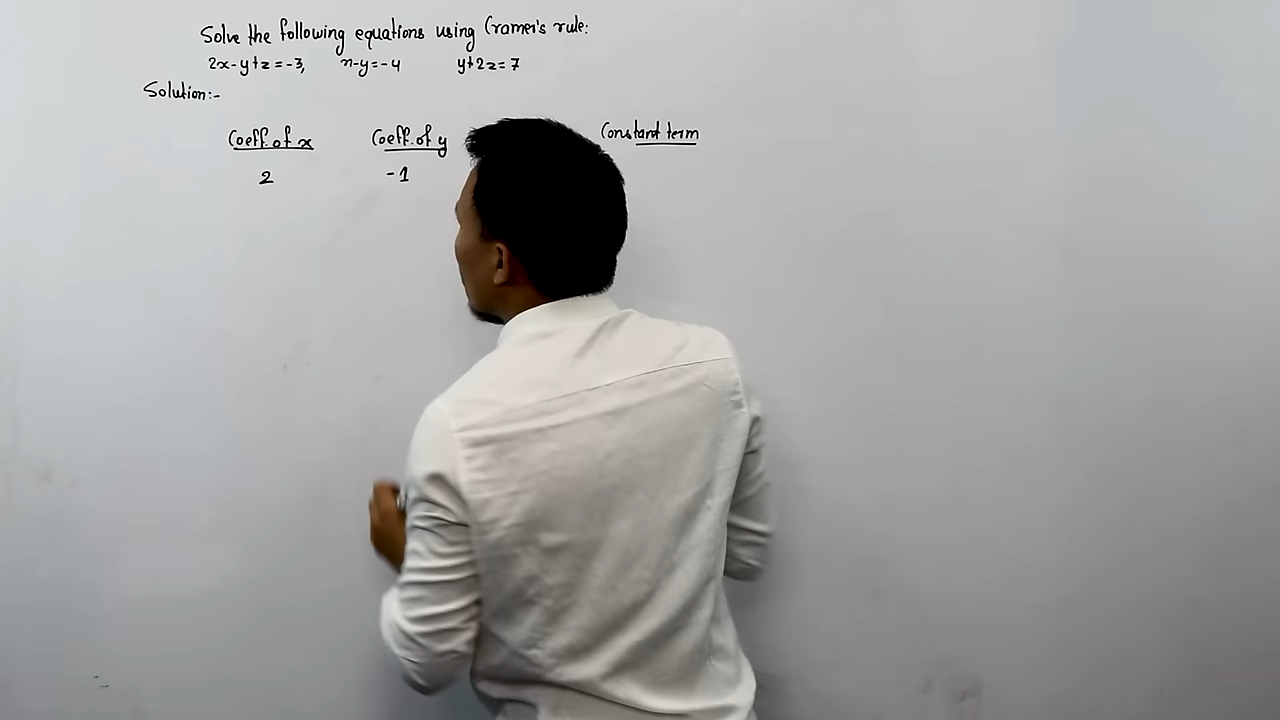 Solve the following equations using Cramer's rule:
2x-y+z=-3, x-y=-4 y+2z=7
Solution:-
Coeff. of x Coeff. of y Constant term
2 -1